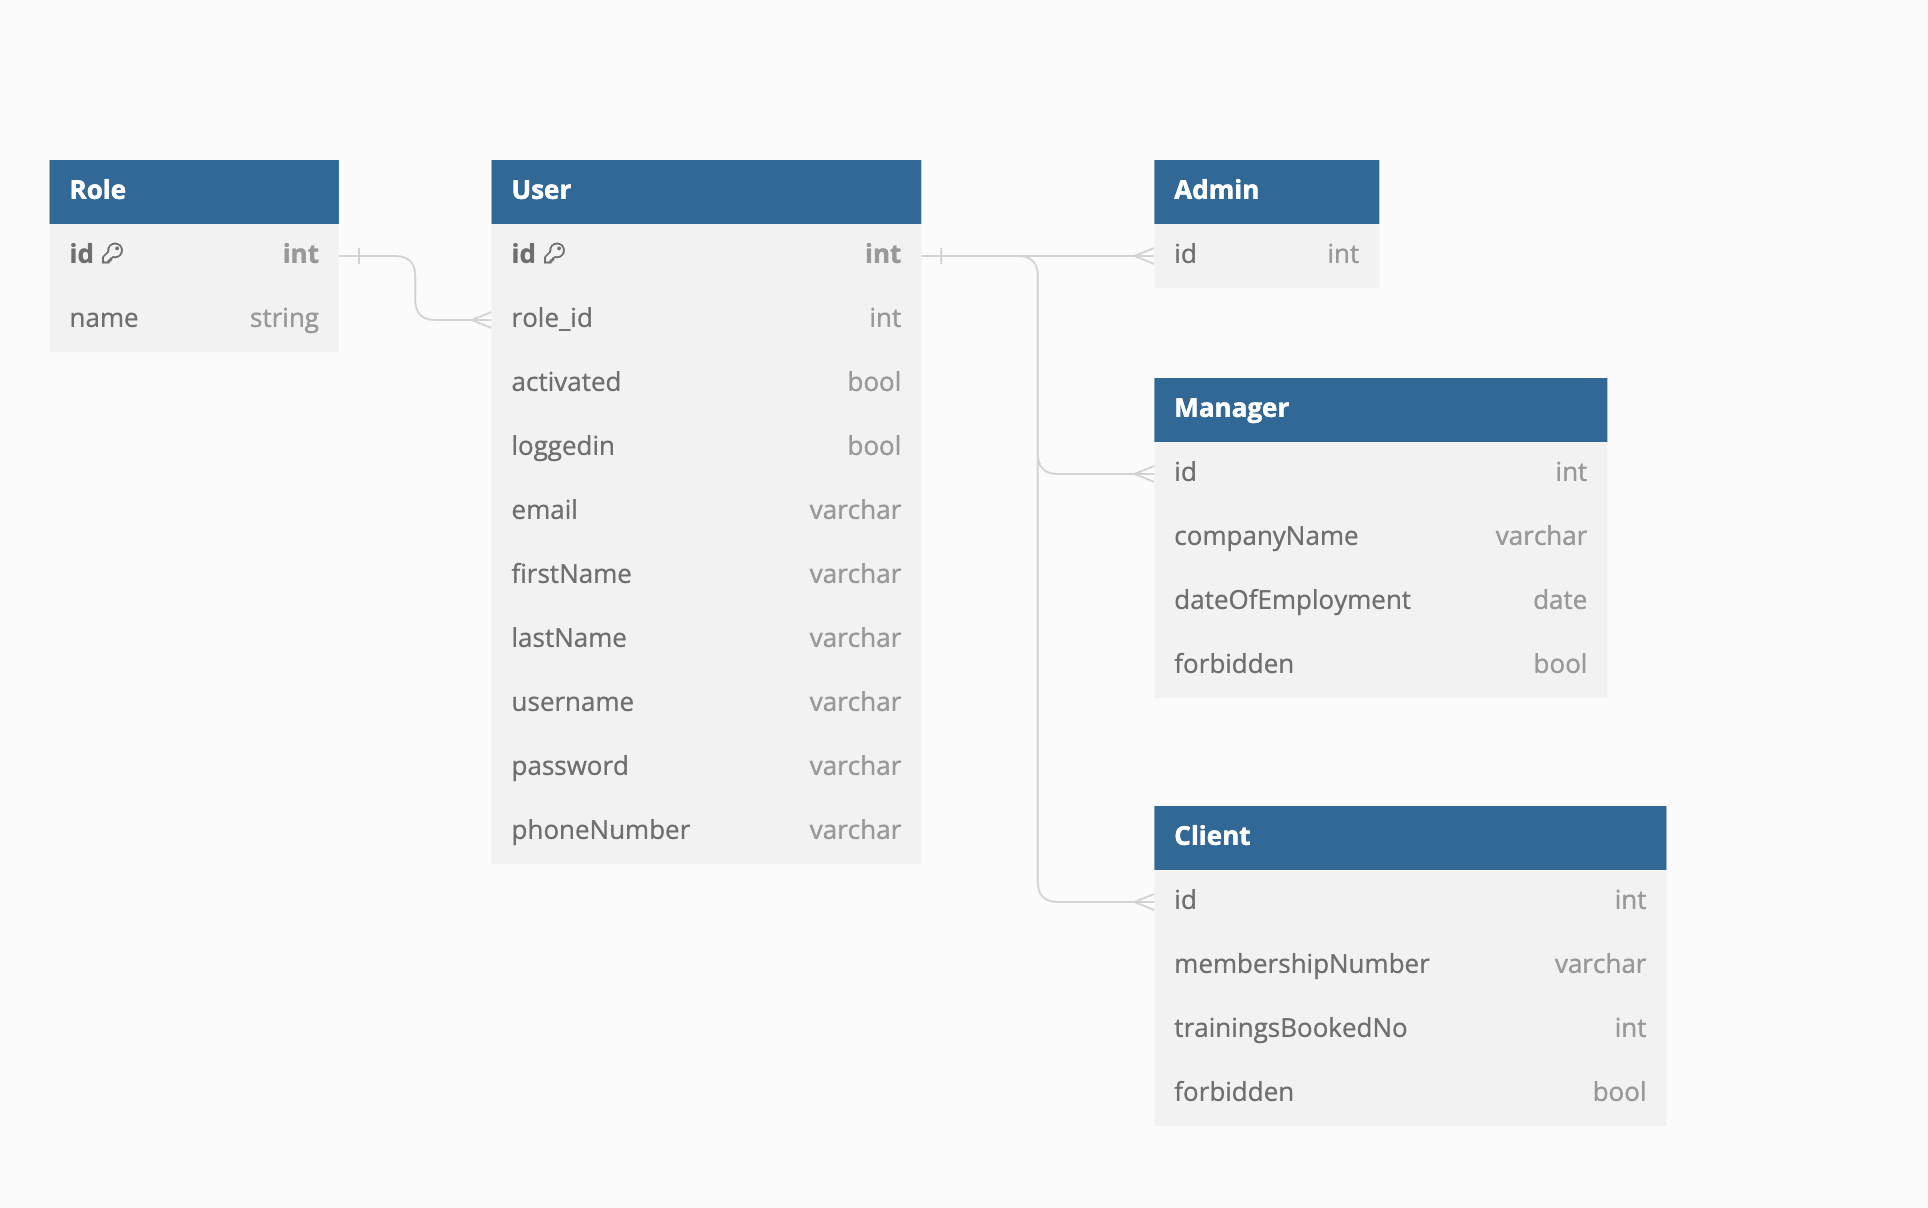 Role
id int
name string
User
id int
role_id int
activated bool
loggedin bool
email varchar
firstName varchar
lastName varchar
username varchar
password varchar
phoneNumber varchar
Admin
id int
Manager
id int
companyName varchar
dateOfEmployment date
forbidden bool
Client
id int
membershipNumber varchar
trainingsBookedNo int
forbidden bool